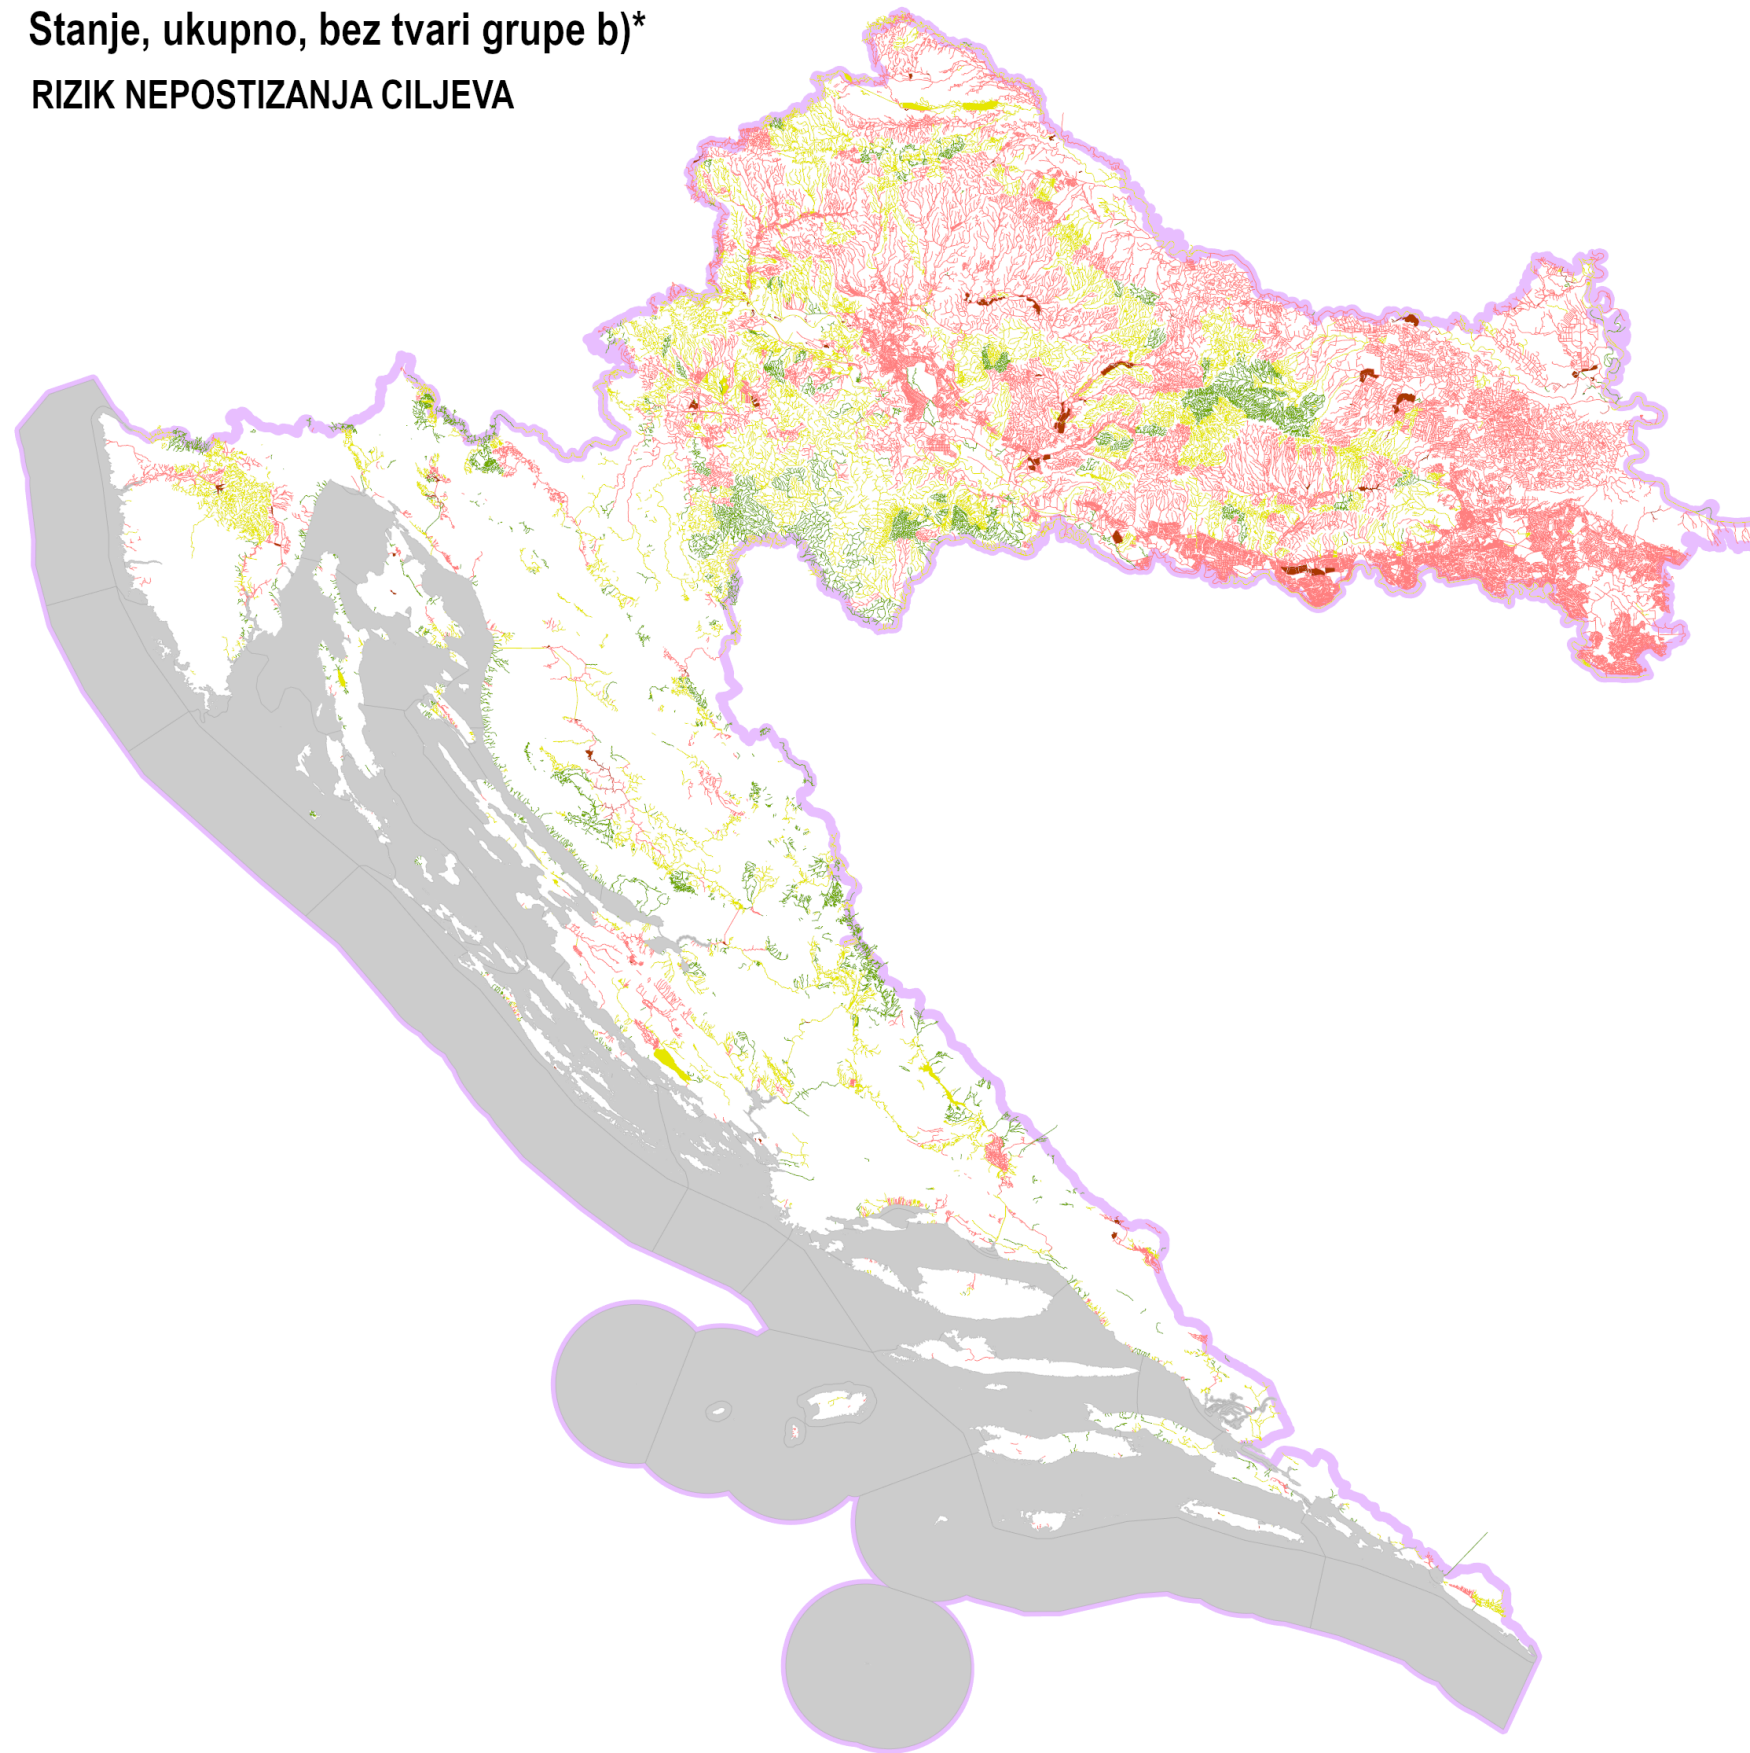 Stanje, ukupno, bez tvari grupe b)*
RIZIK NEPOSTIZANJA CILJEVA